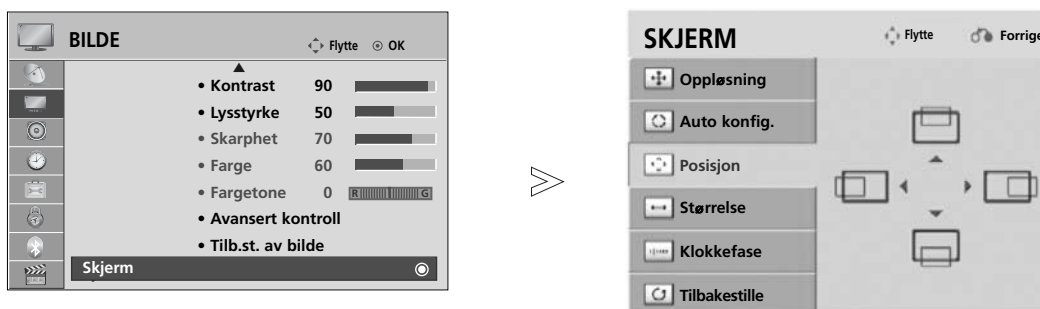 BILDE
Flytte OK
• Kontrast 90
• Lysstyrke 50
• Skarphet 70
• Farge 60
• Fargetone 0 R G
• Avansert kontroll
• Tilb.st. av bilde
Skjerm
SKJERM
Flytte Forrige
Oppløsning
Auto konfig.
Posisjon
Størrelse
Klokkefase
Tilbakestille